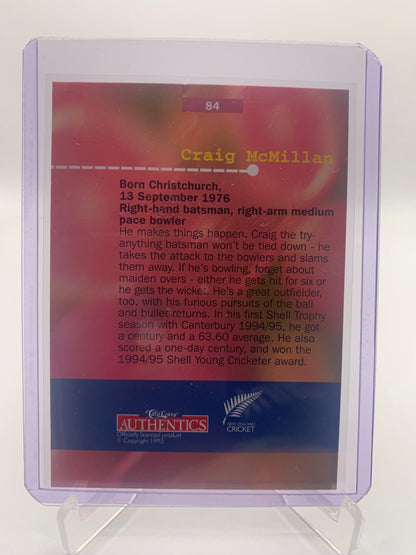 84
Craig McMillan
Born Christchurch,
13 September 1976
Right-hand batsman, right-arm medium
pace bowler
He makes things happen. Craig the try-
anything batsman won't be tied down - he
takes the attack to the bowlers and slams
them away. If he's bowling, forget about
maiden overs - either he gets hit for six or
he gets the wicket. He's a great outfielder,
too, with his furious pursuits of the ball
and bullet returns. In his first Shell Trophy
season with Canterbury 1994/95, he got
a century and a 63.60 average. He also
scored a one-day century, and won the
1994/95 Shell Young Cricketer award.
AUTHENTICS
Officially licenced product
© Copyright 1995
NEW ZEALAND
CRICKET